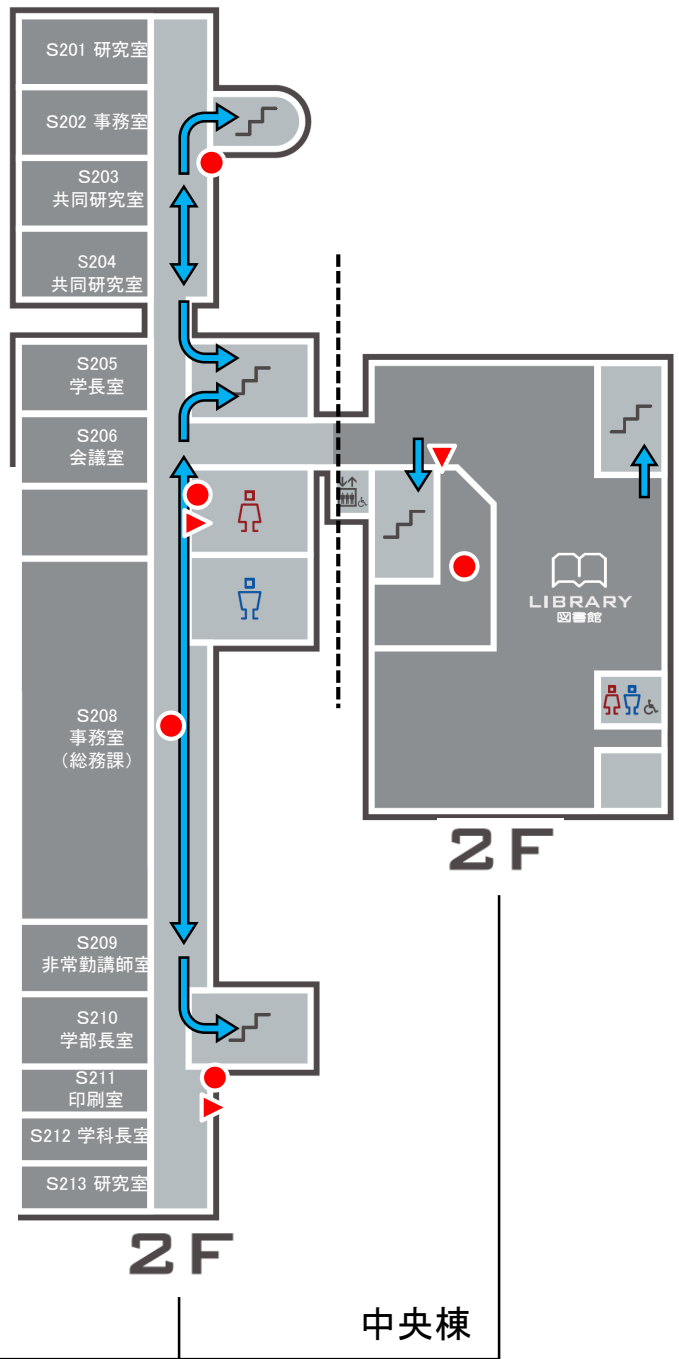 S201 研究室
S202 事務室
S203
共同研究室
S204
共同研究室
S205
学長室
S206
会議室
S208
事務室
（総務課）
S209
非常勤講師室
S210
学部長室
S211
印刷室
S212 学科長室
S213 研究室
2F
LIBRARY
図書館
2F
中央棟